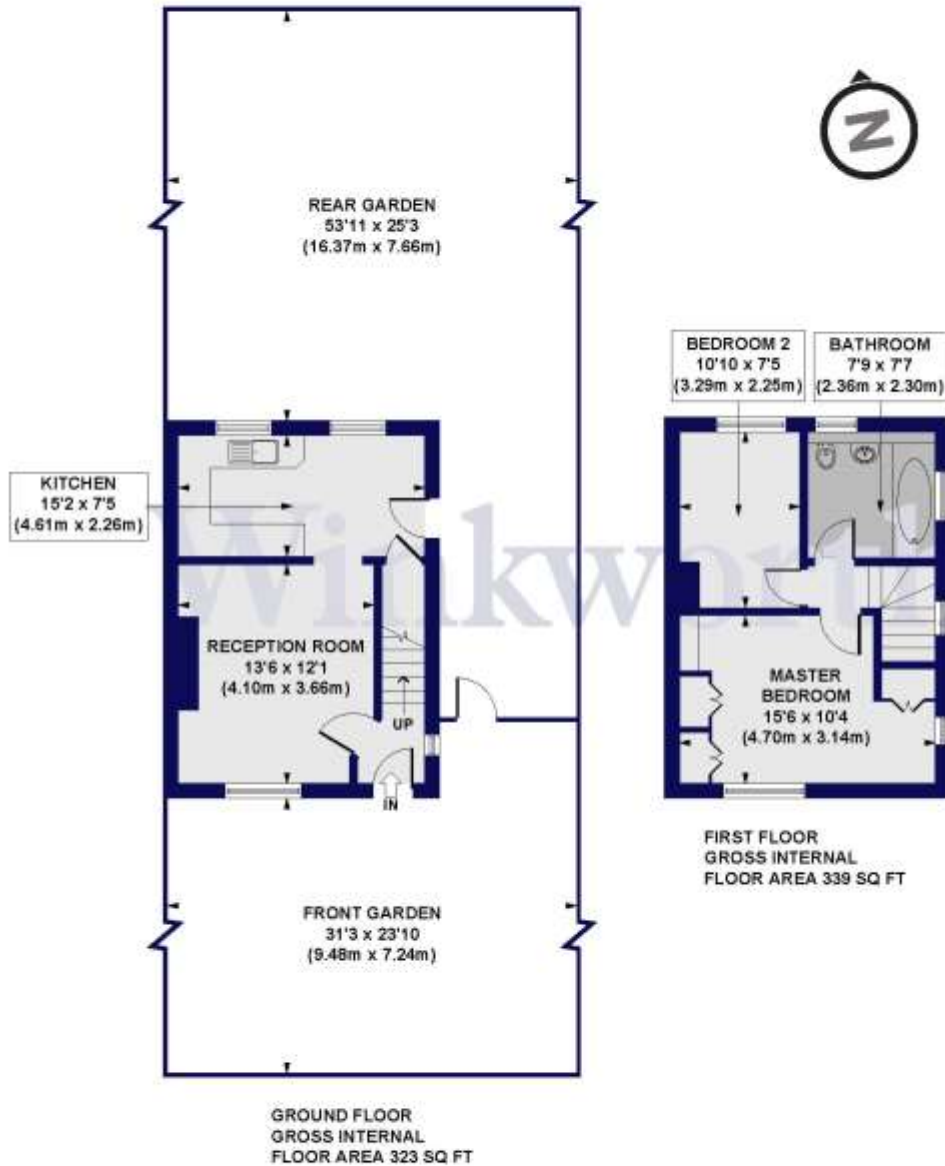 N
REAR GARDEN
53'11 x 25'3
(16.37m x 7.66m)
BEDROOM 2
10'10 x 7'5
(3.29m x 2.25m)
BATHROOM
7'9 x 7'7
(2.36m x 2.30m)
KITCHEN
15'2 x 7'5
(4.61m x 2.26m)
Winkworth
RECEPTION ROOM
13'6 x 12'1
(4.10m x 3.66m)
UP
IN
MASTER
BEDROOM
15'6 x 10'4
(4.70m x 3.14m)
FIRST FLOOR
GROSS INTERNAL
FLOOR AREA 339 SQ FT
FRONT GARDEN
31'3 x 23'10
(9.48m x 7.24m)
GROUND FLOOR
GROSS INTERNAL
FLOOR AREA 323 SQ FT